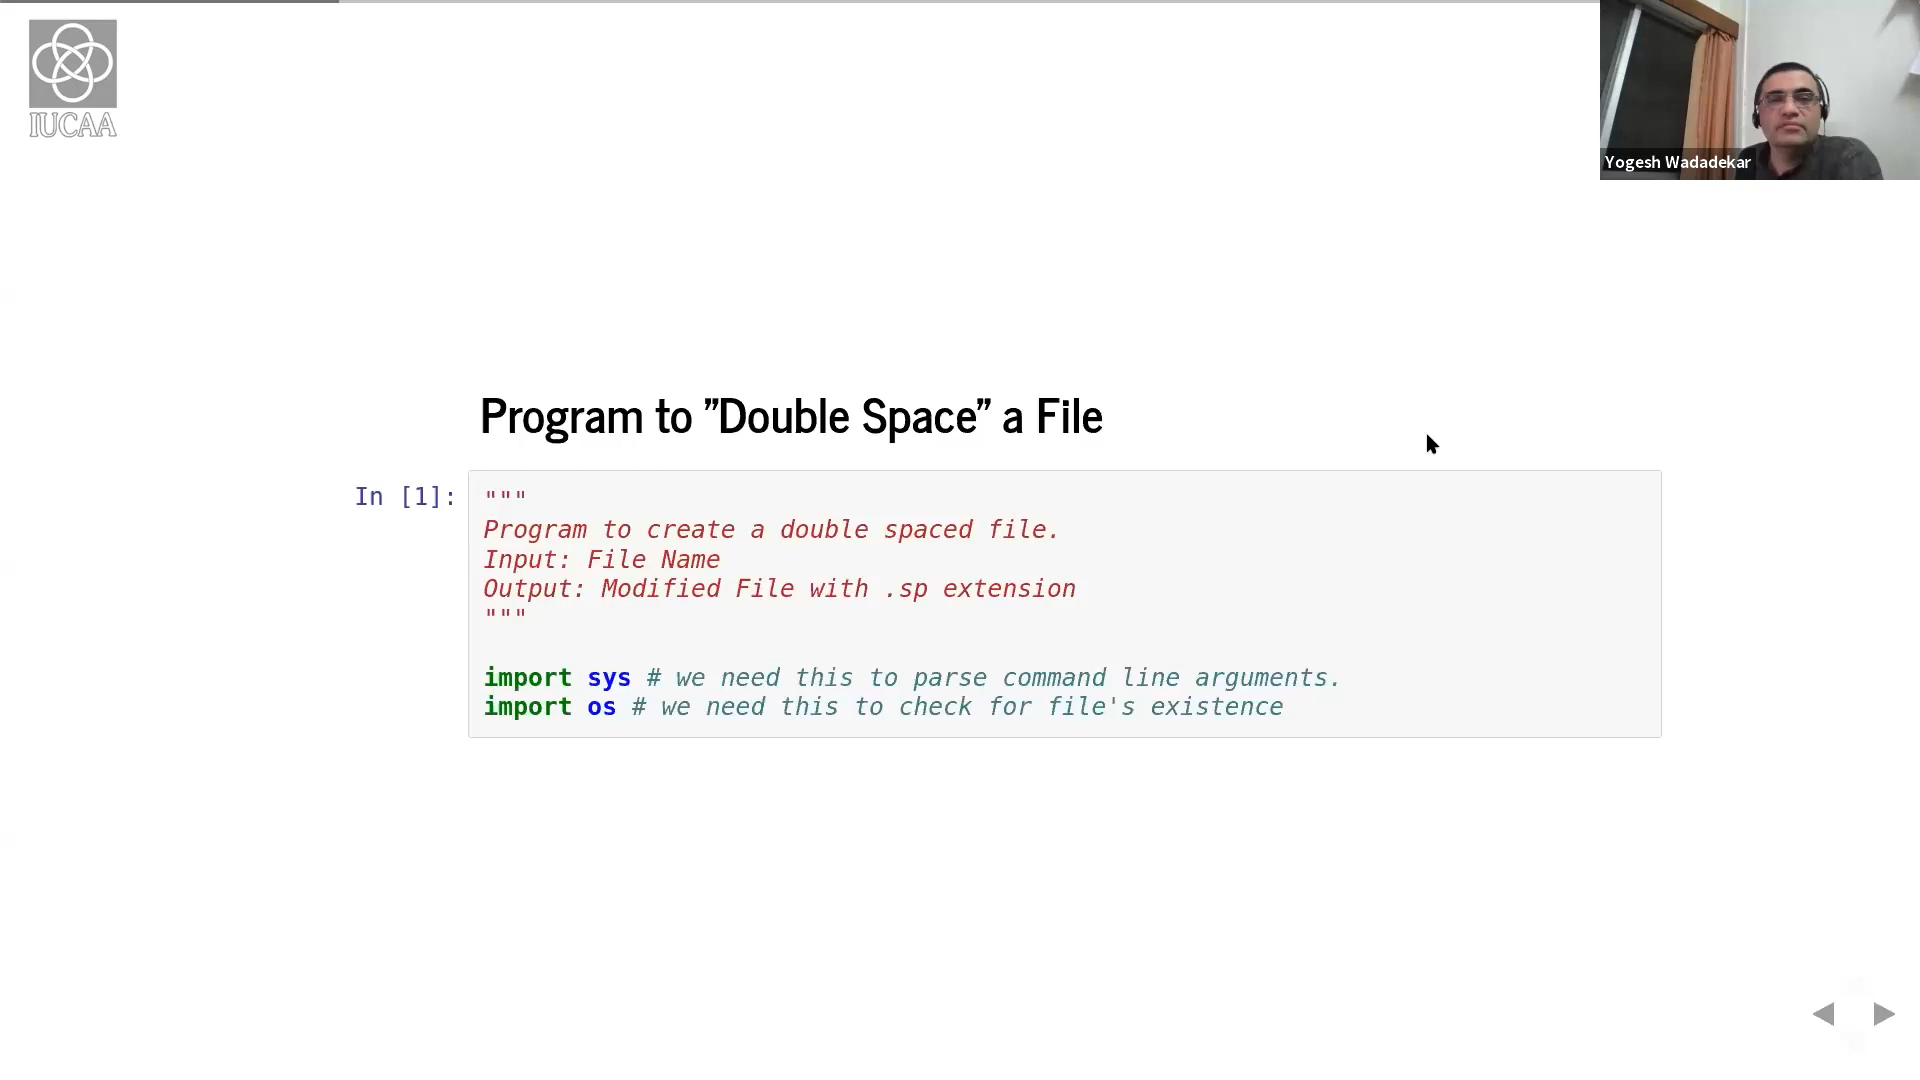 IUCAA
Yogesh Wadadekar
Program to "Double Space" a File
In [1]:
"""
Program to create a double spaced file.
Input: File Name
Output: Modified File with .sp extension
"""
import sys # we need this to parse command line arguments.
import os # we need this to check for file's existence